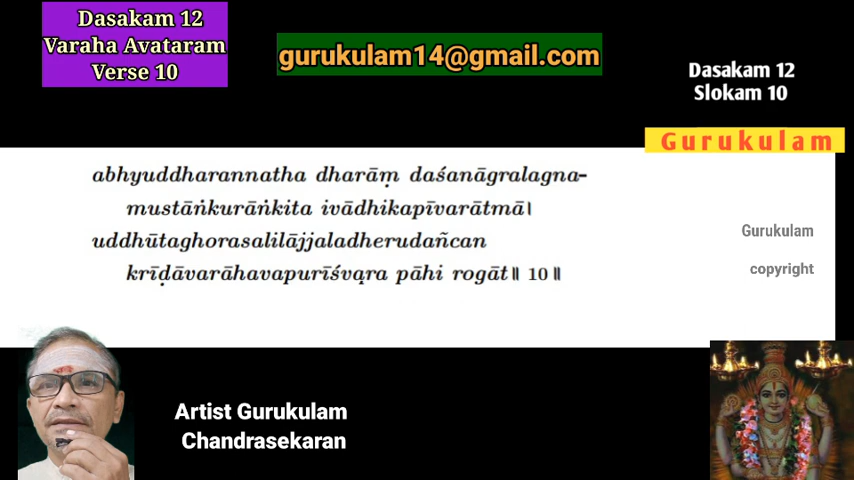 Dasakam 12
Varaha Avataram
Verse 10
gurukulam14@gmail.com
Dasakam 12
Slokam 10
Gurukulam
abhyuddharannatha dharāṃ daśanāgralagna-
mustāṅkurāṅkita ivādhikapīvarātmā।
uddhūtaghorasalilājjaladherudañcan
krīḍāvarāhavapurīśvạra pāhi rogāt॥ 10॥
Gurukulam
copyright
Artist Gurukulam
Chandrasekaran